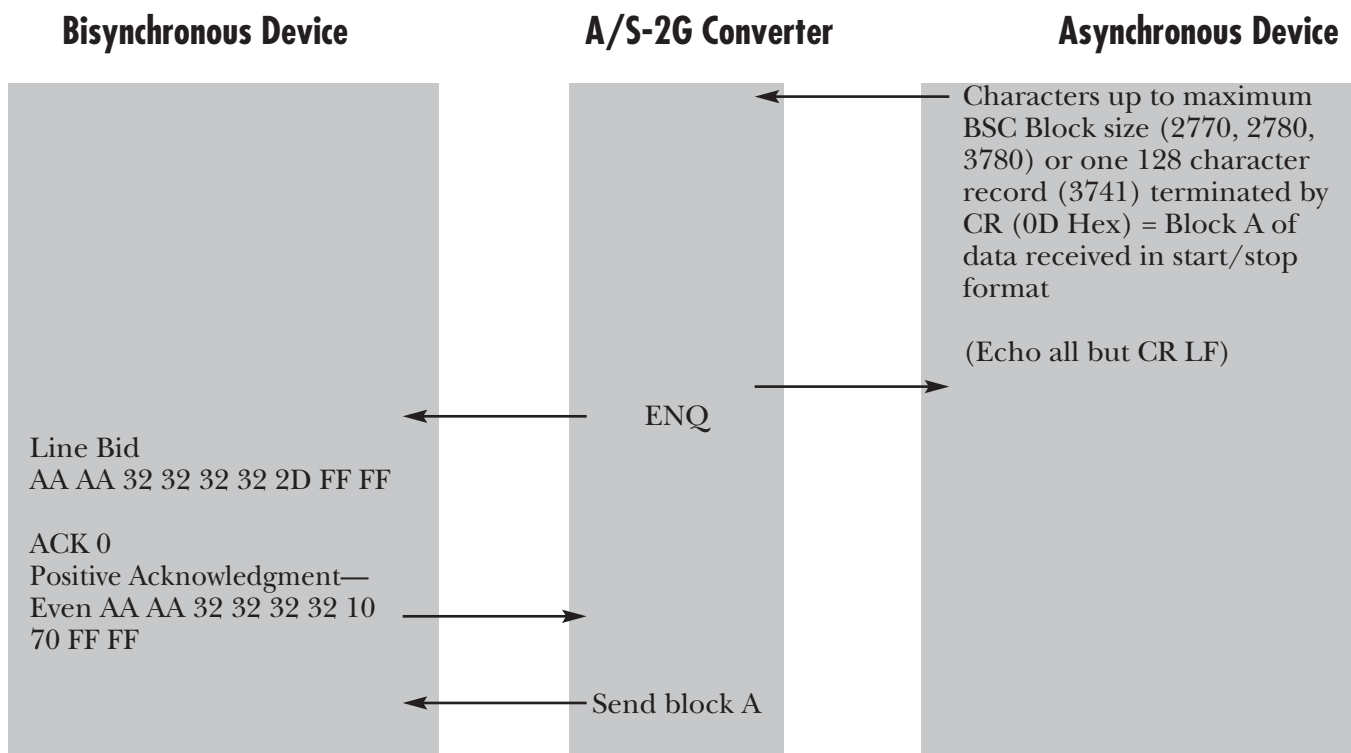 Bisynchronous Device
A/S-2G Converter
Asynchronous Device
Characters up to maximum
BSC Block size (2770, 2780,
3780) or one 128 character
record (3741) terminated by
CR (0D Hex) = Block A of
data received in start/stop
format
(Echo all but CR LF)
ENQ
Line Bid
AA AA 32 32 32 32 2D FF FF
ACK 0
Positive Acknowledgment—
Even AA AA 32 32 32 32 10
70 FF FF
Send block A